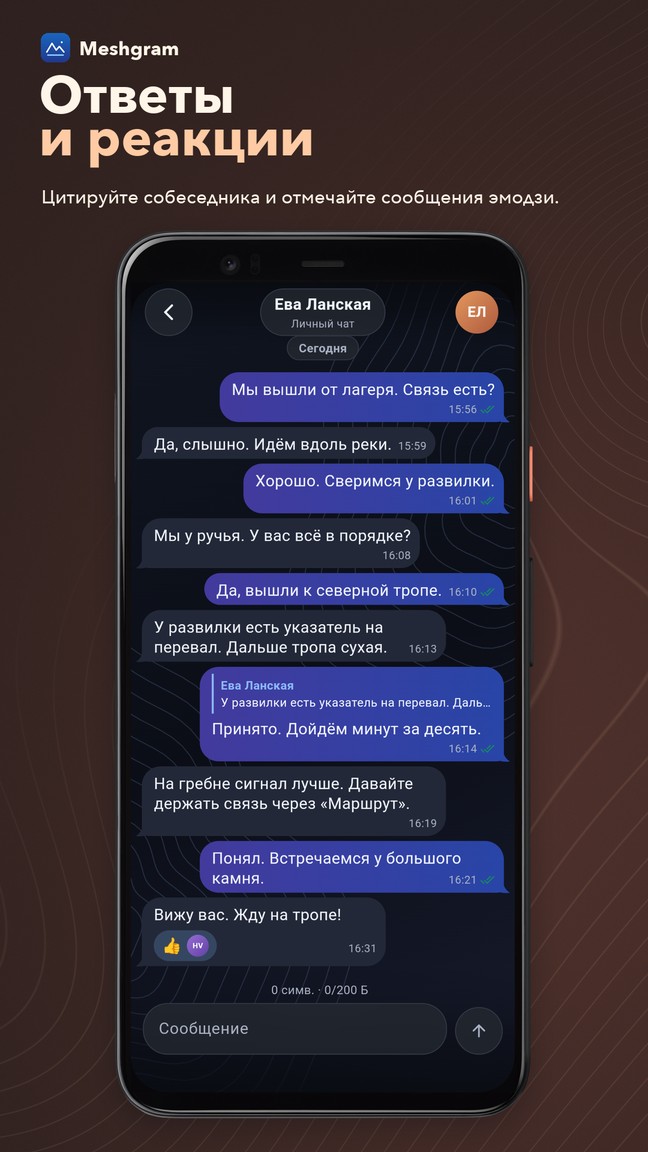 Meshgram
Ответы
и реакции
Цитируйте собеседника и отмечайте сообщения эмодзи.
Ева Ланская
Личный чат
ЕЛ
Сегодня
Мы вышли от лагеря. Связь есть?
15:56
Да, слышно. Идём вдоль реки. 15:59
Хорошо. Сверимся у развилки.
16:01
Мы у ручья. У вас всё в порядке?
16:08
Да, вышли к северной тропе. 16:10
У развилки есть указатель на
перевал. Дальше тропа сухая. 16:13
Ева Ланская
У развилки есть указатель на перевал. Даль...
Принято. Дойдём минут за десять.
16:14
На гребне сигнал лучше. Давайте
держать связь через «Маршрут».
16:19
Понял. Встречаемся у большого
камня. 16:21
Вижу вас. Жду на тропе!
👍 HV 16:31
0 симв. · 0/200 Б
Сообщение